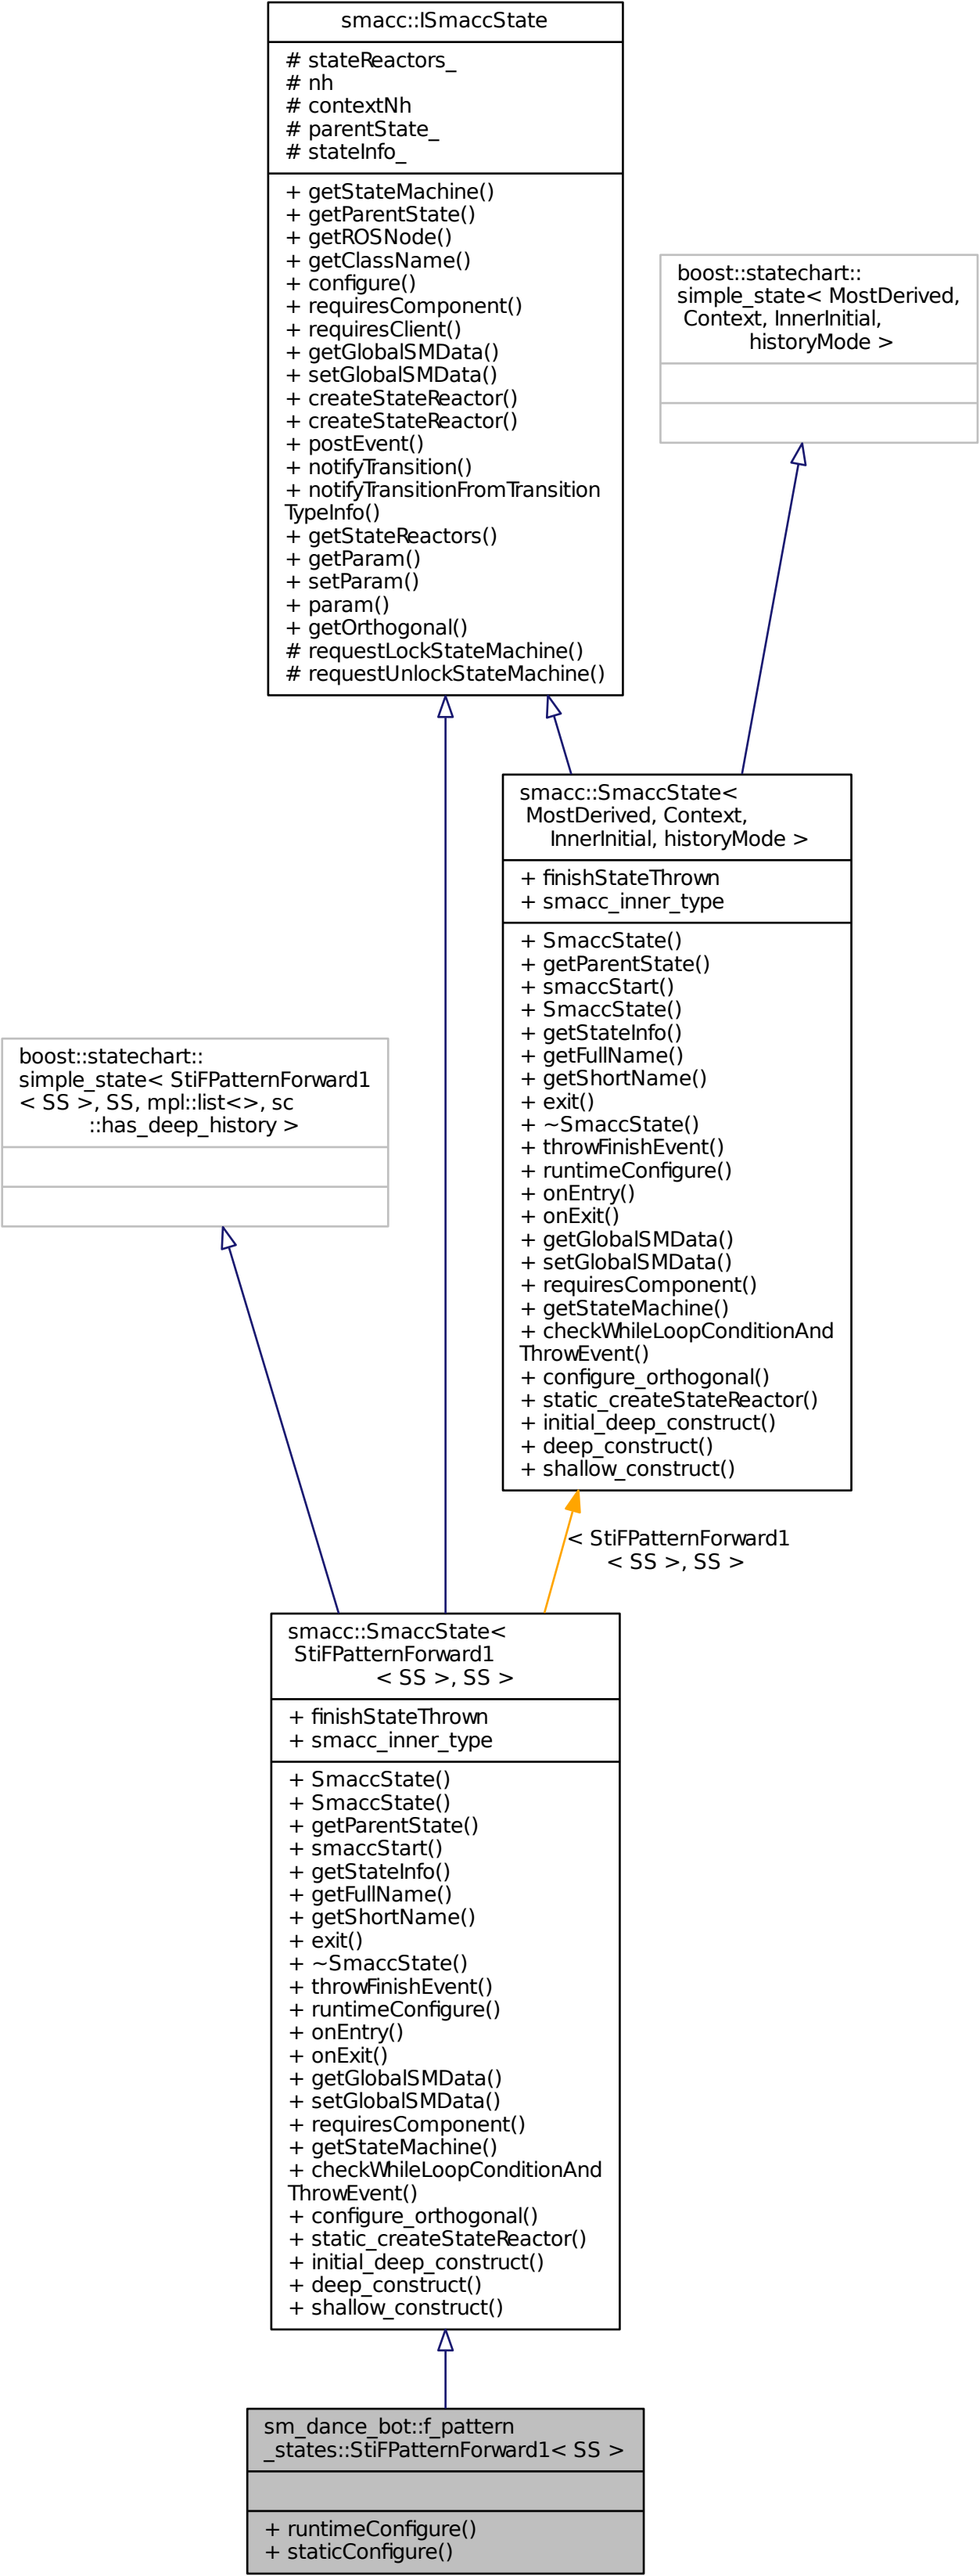 smacc::ISmaccState
# stateReactors_
# nh
# contextNh
# parentState_
# stateInfo_
+ getStateMachine()
+ getParentState()
+ getROSNode()
+ getClassName()
+ configure()
+ requiresComponent()
+ requiresClient()
+ getGlobalSMData()
+ setGlobalSMData()
+ createStateReactor()
+ createStateReactor()
+ postEvent()
+ notifyTransition()
+ notifyTransitionFromTransition
TypeInfo()
+ getStateReactors()
+ getParam()
+ setParam()
+ param()
+ getOrthogonal()
# requestLockStateMachine()
# requestUnlockStateMachine()
boost::statechart::
simple_state< MostDerived,
Context, InnerInitial,
historyMode >
smacc::SmaccState<
MostDerived, Context,
InnerInitial, historyMode >
+ finishStateThrown
+ smacc_inner_type
+ SmaccState()
+ getParentState()
+ smaccStart()
+ SmaccState()
+ getStateInfo()
+ getFullName()
+ getShortName()
+ exit()
+ ~SmaccState()
+ throwFinishEvent()
+ runtimeConfigure()
+ onEntry()
+ onExit()
+ getGlobalSMData()
+ setGlobalSMData()
+ requiresComponent()
+ getStateMachine()
+ checkWhileLoopConditionAnd
ThrowEvent()
+ configure_orthogonal()
+ static_createStateReactor()
+ initial_deep_construct()
+ deep_construct()
+ shallow_construct()
boost::statechart::
simple_state< StiFPatternForward1
< SS >, SS, mpl::list<>, sc
::has_deep_history >
< StiFPatternForward1
< SS >, SS >
smacc::SmaccState<
StiFPatternForward1
< SS >, SS >
+ finishStateThrown
+ smacc_inner_type
+ SmaccState()
+ SmaccState()
+ getParentState()
+ smaccStart()
+ getStateInfo()
+ getFullName()
+ getShortName()
+ exit()
+ ~SmaccState()
+ throwFinishEvent()
+ runtimeConfigure()
+ onEntry()
+ onExit()
+ getGlobalSMData()
+ setGlobalSMData()
+ requiresComponent()
+ getStateMachine()
+ checkWhileLoopConditionAnd
ThrowEvent()
+ configure_orthogonal()
+ static_createStateReactor()
+ initial_deep_construct()
+ deep_construct()
+ shallow_construct()
sm_dance_bot::f_pattern
_states::StiFPatternForward1< SS >
+ runtimeConfigure()
+ staticConfigure()